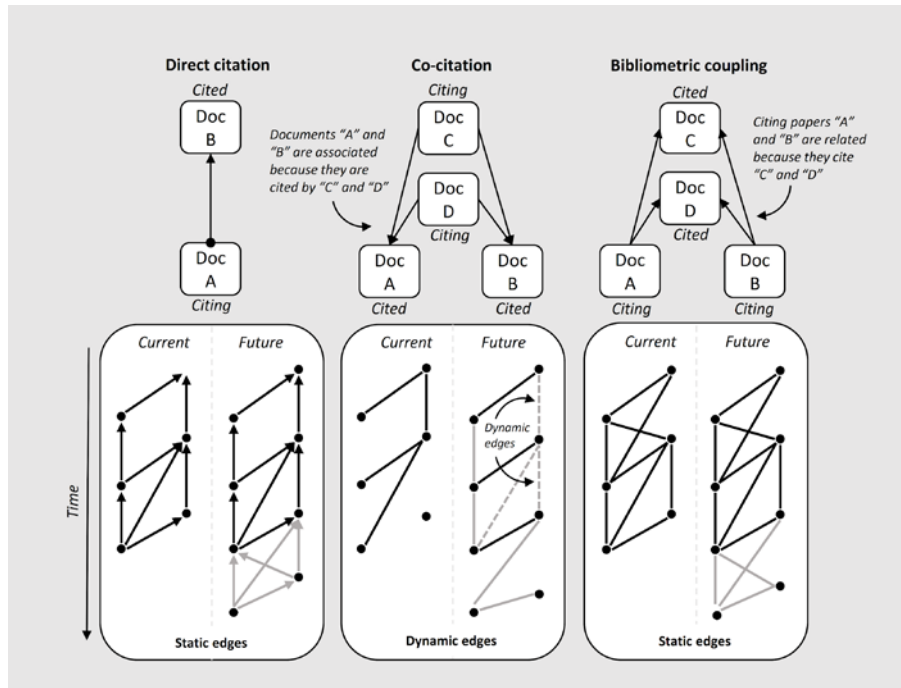 Direct citation
Cited
Doc
B
Doc
A
Citing
Co-citation
Citing
Doc
C
Documents “A” and
“B” are associated
because they are
cited by “C” and “D”
Doc
D
Citing
Doc
A
Cited
Doc
B
Cited
Bibliometric coupling
Cited
Doc
C
Citing papers “A”
and “B” are related
because they cite
“C” and “D”
Doc
D
Cited
Doc
A
Citing
Doc
B
Citing
Time
Current
Future
Static edges
Current
Future
Dynamic
edges
Dynamic edges
Current
Future
Static edges